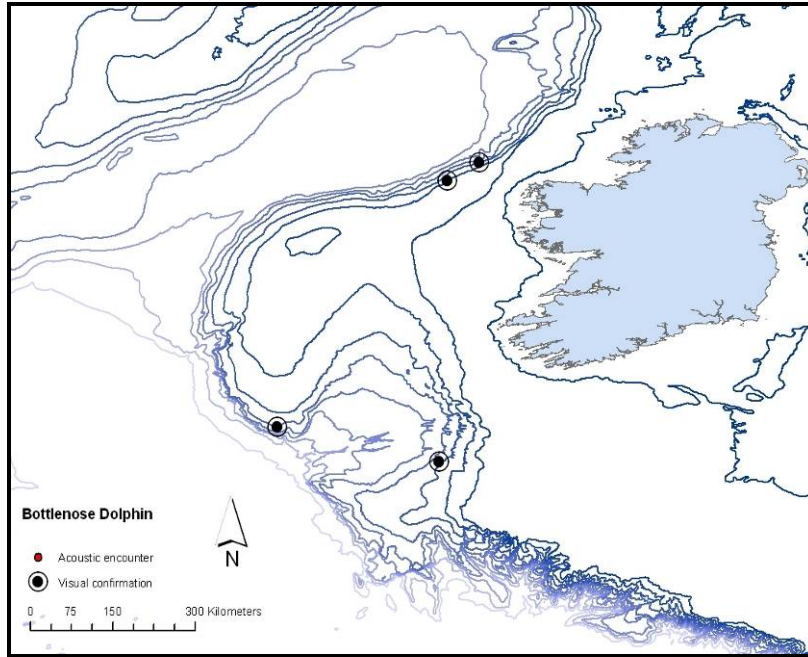 Bottlenose Dolphin
N
Acoustic encounter
Visual confirmation
0 75 150 300 Kilometers